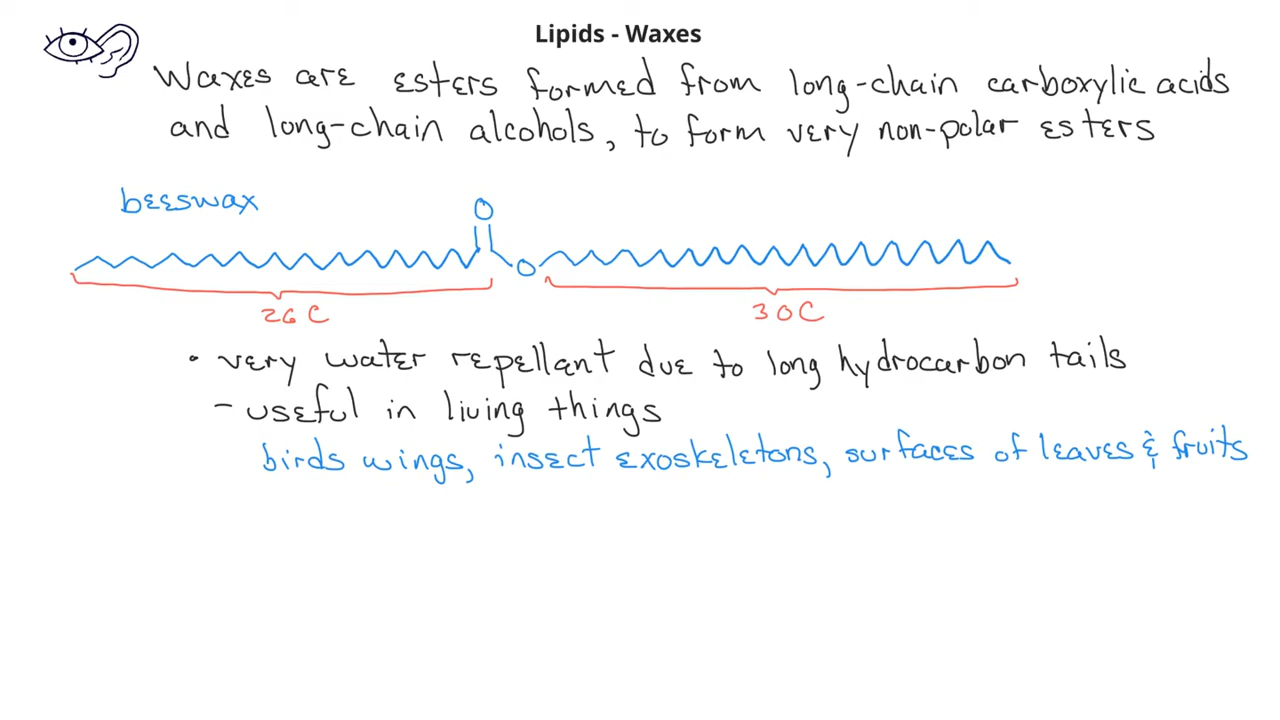 Lipids - Waxes
Waxes are esters formed from long-chain carboxylic acids
and long-chain alcohols, to form very non-polar esters
beeswax
O
O
26 C
30 C
• very water repellant due to long hydrocarbon tails
- useful in living things
birds wings, insect exoskeletons, surfaces of leaves & fruits